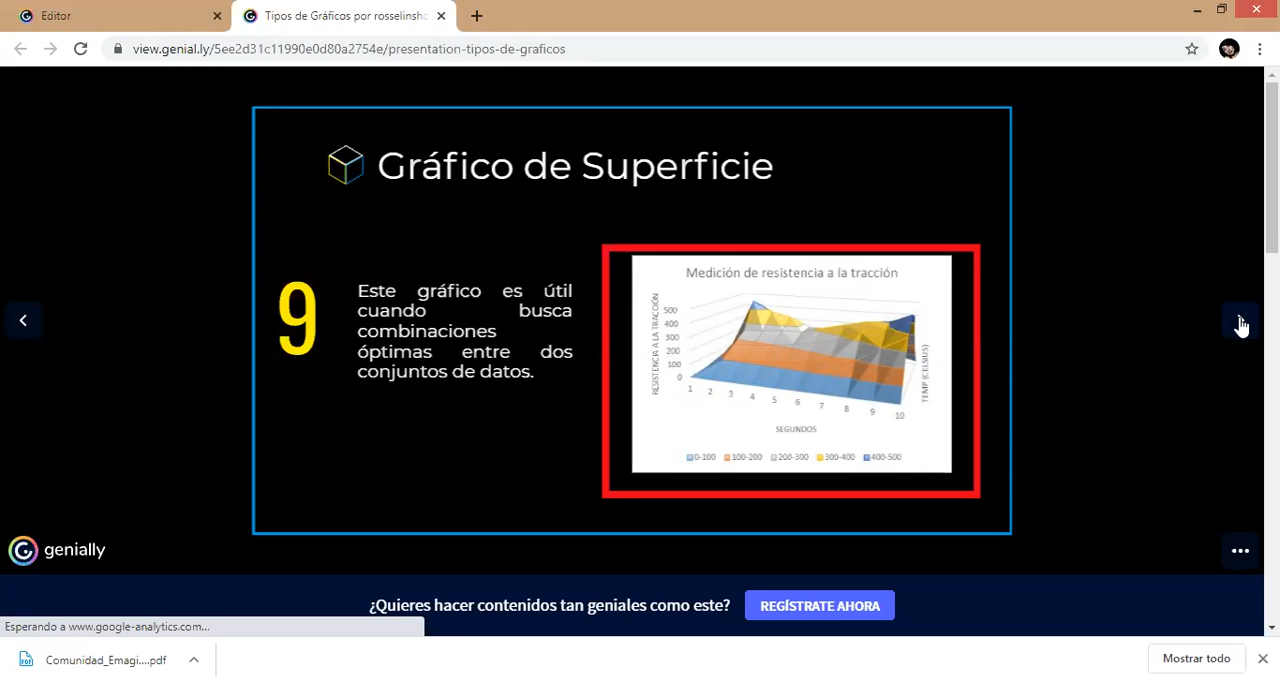 Editor
Tipos de Gráficos por rosselinsho
view.genial.ly/5ee2d31c11990e0d80a2754e/presentation-tipos-de-graficos
Gráfico de Superficie
9
Este gráfico es útil
cuando busca
combinaciones
óptimas entre dos
conjuntos de datos.
Medición de resistencia a la tracción
RESISTENCIA A LA TRACCIÓN
500
400
300
200
100
0
1 2 3 4 5 6 7 8 9 10
TEMP (CELSIUS)
SEGUNDOS
0-100 100-200 200-300 300-400 400-500
genially
¿Quieres hacer contenidos tan geniales como este? REGÍSTRATE AHORA
Esperando a www.google-analytics.com...
Comunidad_Emagi....pdf
Mostrar todo